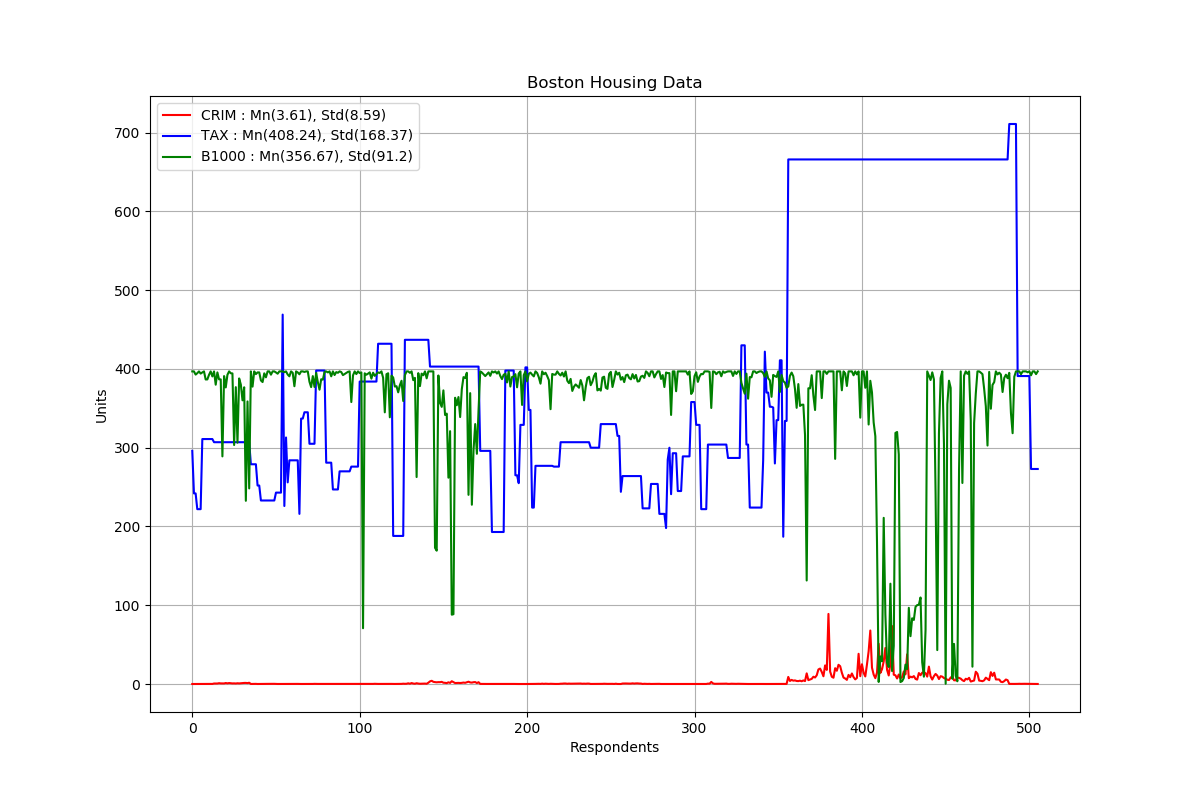 Boston Housing Data
CRIM : Mn(3.61), Std(8.59)
TAX : Mn(408.24), Std(168.37)
B1000 : Mn(356.67), Std(91.2)
700
600
500
400
300
200
100
0
Units
0 100 200 300 400 500
Respondents